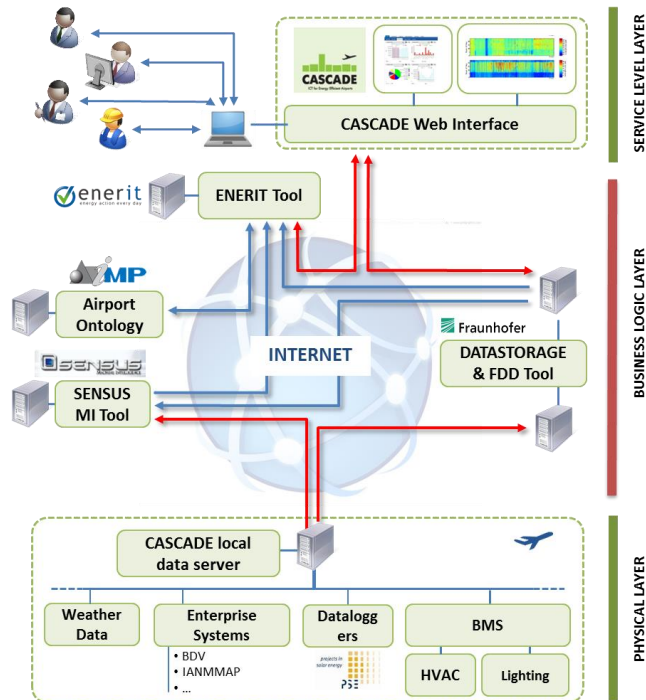 SERVICE LEVEL LAYER
CASCADE
ICT for Energy Efficient Airports
CASCADE Web Interface
enerit
energy action every day
ENERIT Tool
BUSINESS LOGIC LAYER
IMP
Airport
Ontology
Fraunhofer
INTERNET
DATASTORAGE
& FDD Tool
SENSUS
MACHINE INTELLIGENCE
SENSUS
MI Tool
PHYSICAL LAYER
CASCADE local
data server
Weather
Data
Enterprise
Systems
• BDV
• IANMMAP
• ...
Datalogg
ers
projects in
solar energy
PSE
BMS
HVAC
Lighting